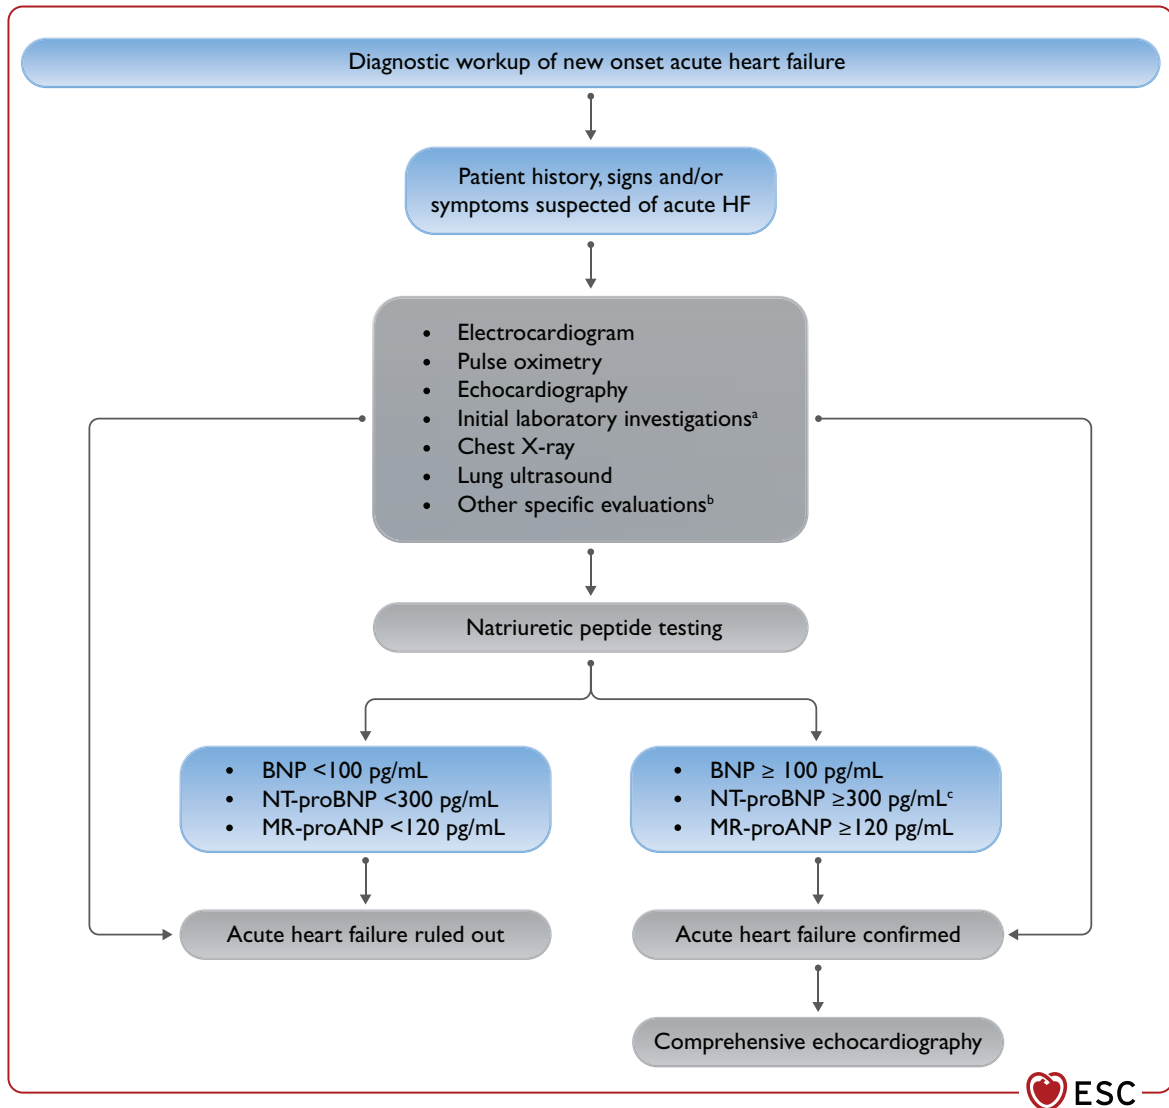 Diagnostic workup of new onset acute heart failure
Patient history, signs and/or
symptoms suspected of acute HF
• Electrocardiogram
• Pulse oximetry
• Echocardiography
• Initial laboratory investigationsᵃ
• Chest X-ray
• Lung ultrasound
• Other specific evaluationsᵇ
Natriuretic peptide testing
• BNP <100 pg/mL
• NT-proBNP <300 pg/mL
• MR-proANP <120 pg/mL
• BNP ≥ 100 pg/mL
• NT-proBNP ≥300 pg/mLᶜ
• MR-proANP ≥120 pg/mL
Acute heart failure ruled out
Acute heart failure confirmed
Comprehensive echocardiography
ESC